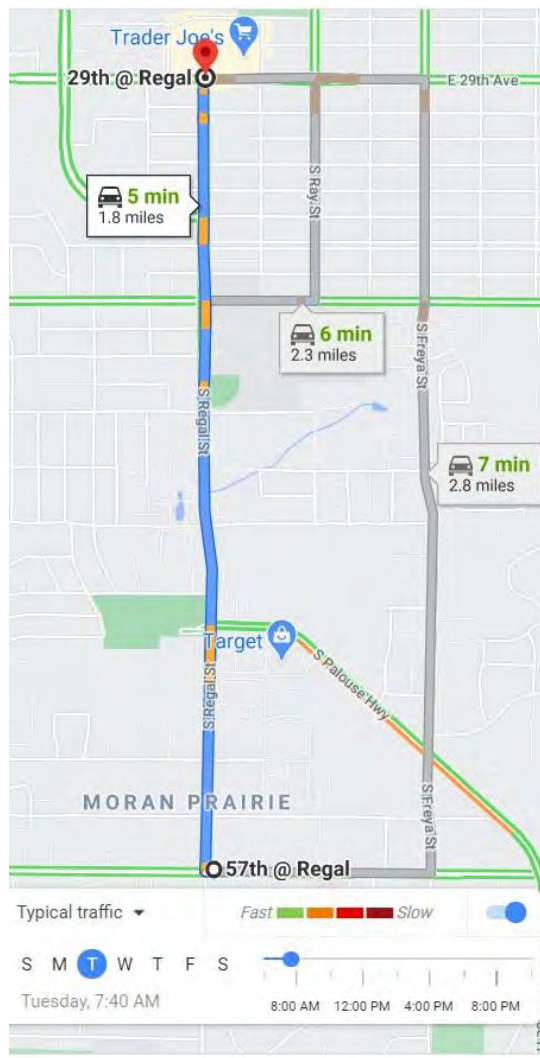 Trader Joe's
29th @ Regal
E 29th Ave
5 min
1.8 miles
S Ray St
6 min
2.3 miles
S Freya St
S Regal St
7 min
2.8 miles
Target
S Palouse Hwy
S Regal St
MORAN PRAIRIE
S Freya St
57th @ Regal
Typical traffic
Fast Slow
S M T W T F S
Tuesday, 7:40 AM
8:00 AM 12:00 PM 4:00 PM 8:00 PM